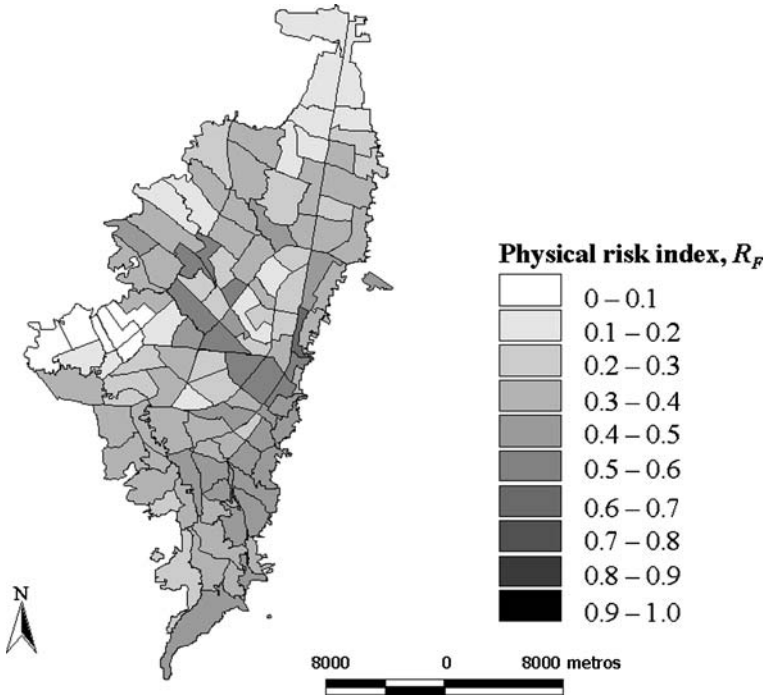 Physical risk index, R_F
0 – 0.1
0.1 – 0.2
0.2 – 0.3
0.3 – 0.4
0.4 – 0.5
0.5 – 0.6
0.6 – 0.7
0.7 – 0.8
0.8 – 0.9
0.9 – 1.0
N
8000 0 8000 metros